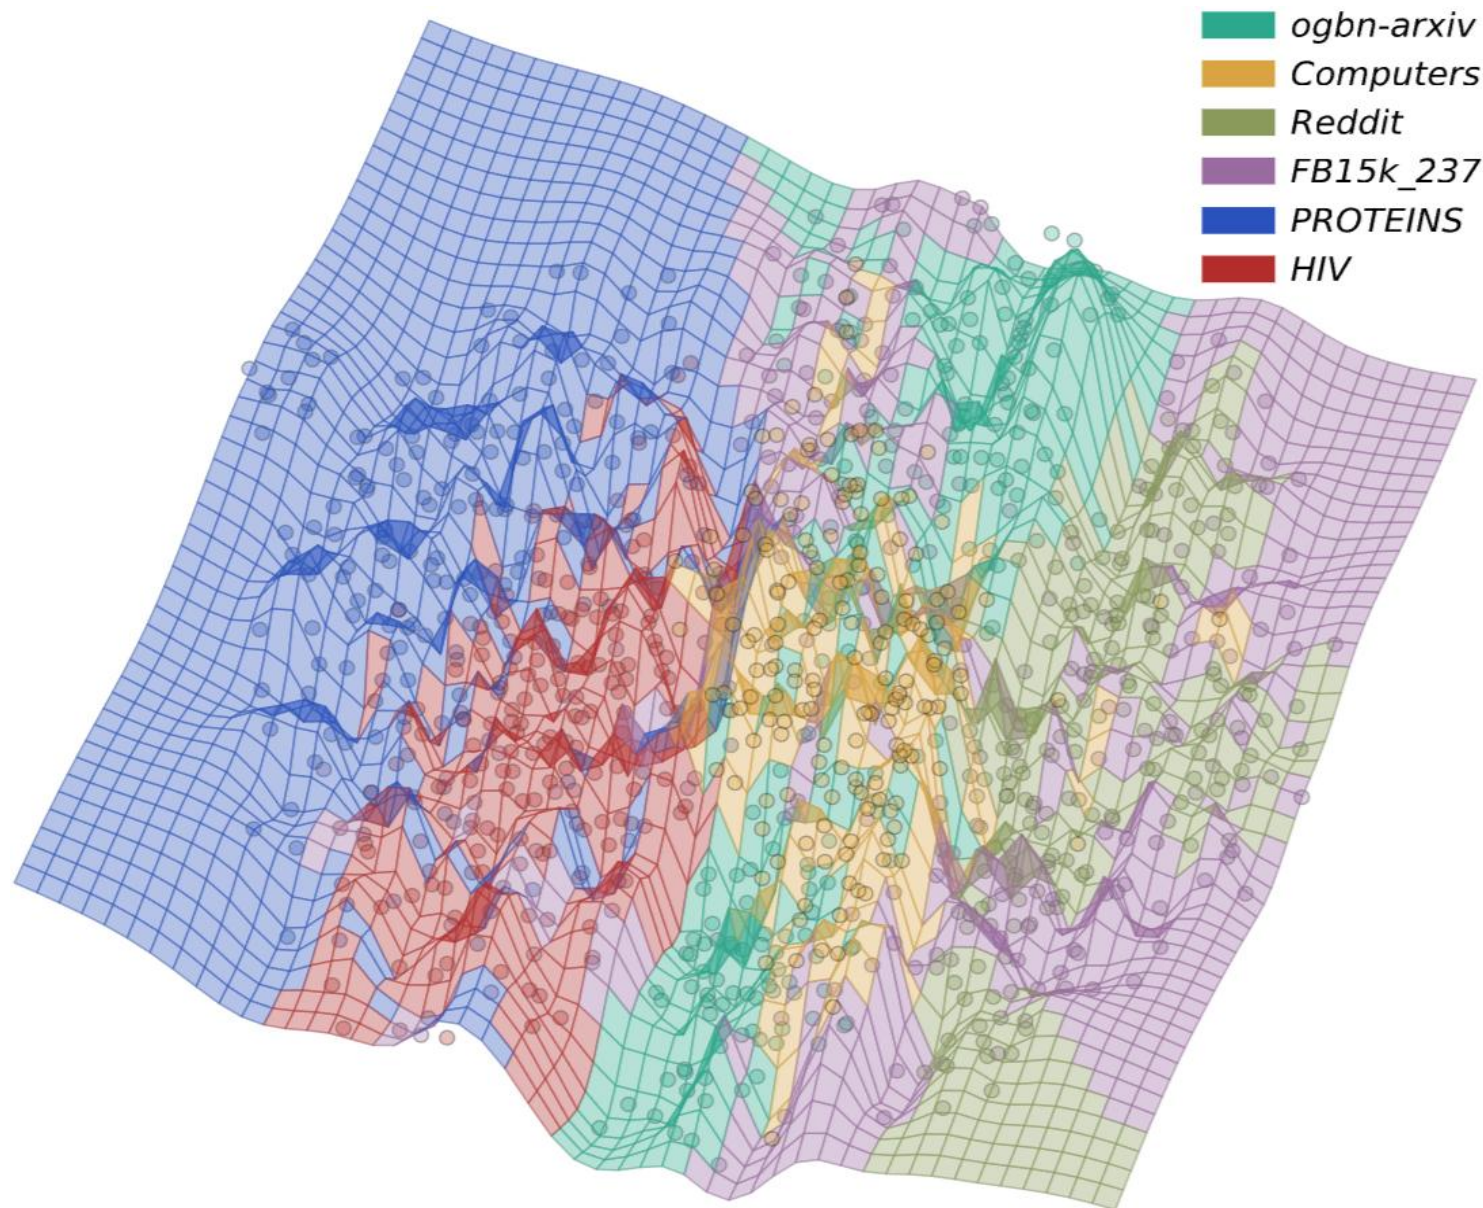 ogbn-arxiv
Computers
Reddit
FB15k_237
PROTEINS
HIV